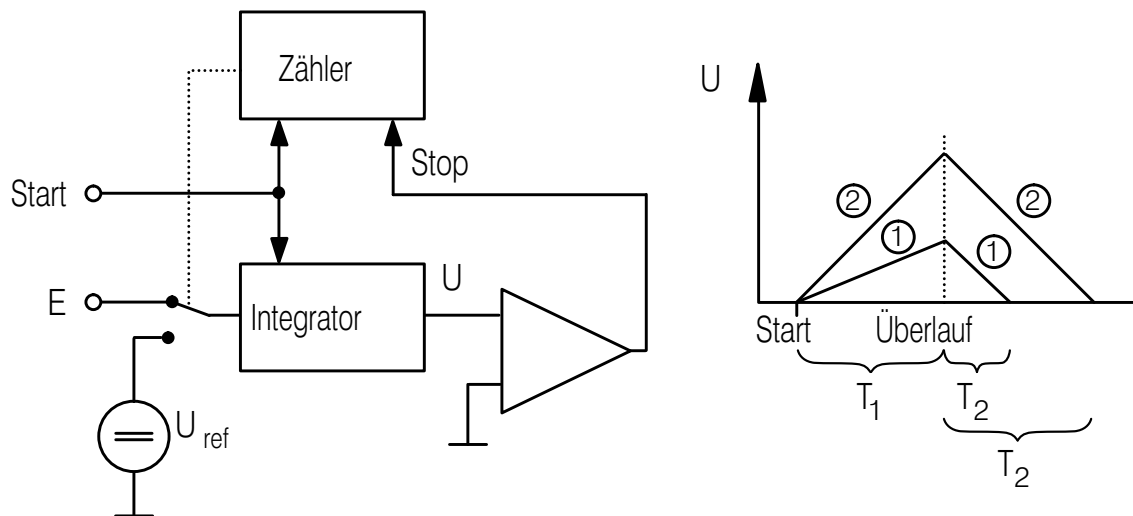 Zähler
Stop
Start
E
U
Integrator
U ref
U
2
2
1
1
Start
Überlauf
T1
T2
T2